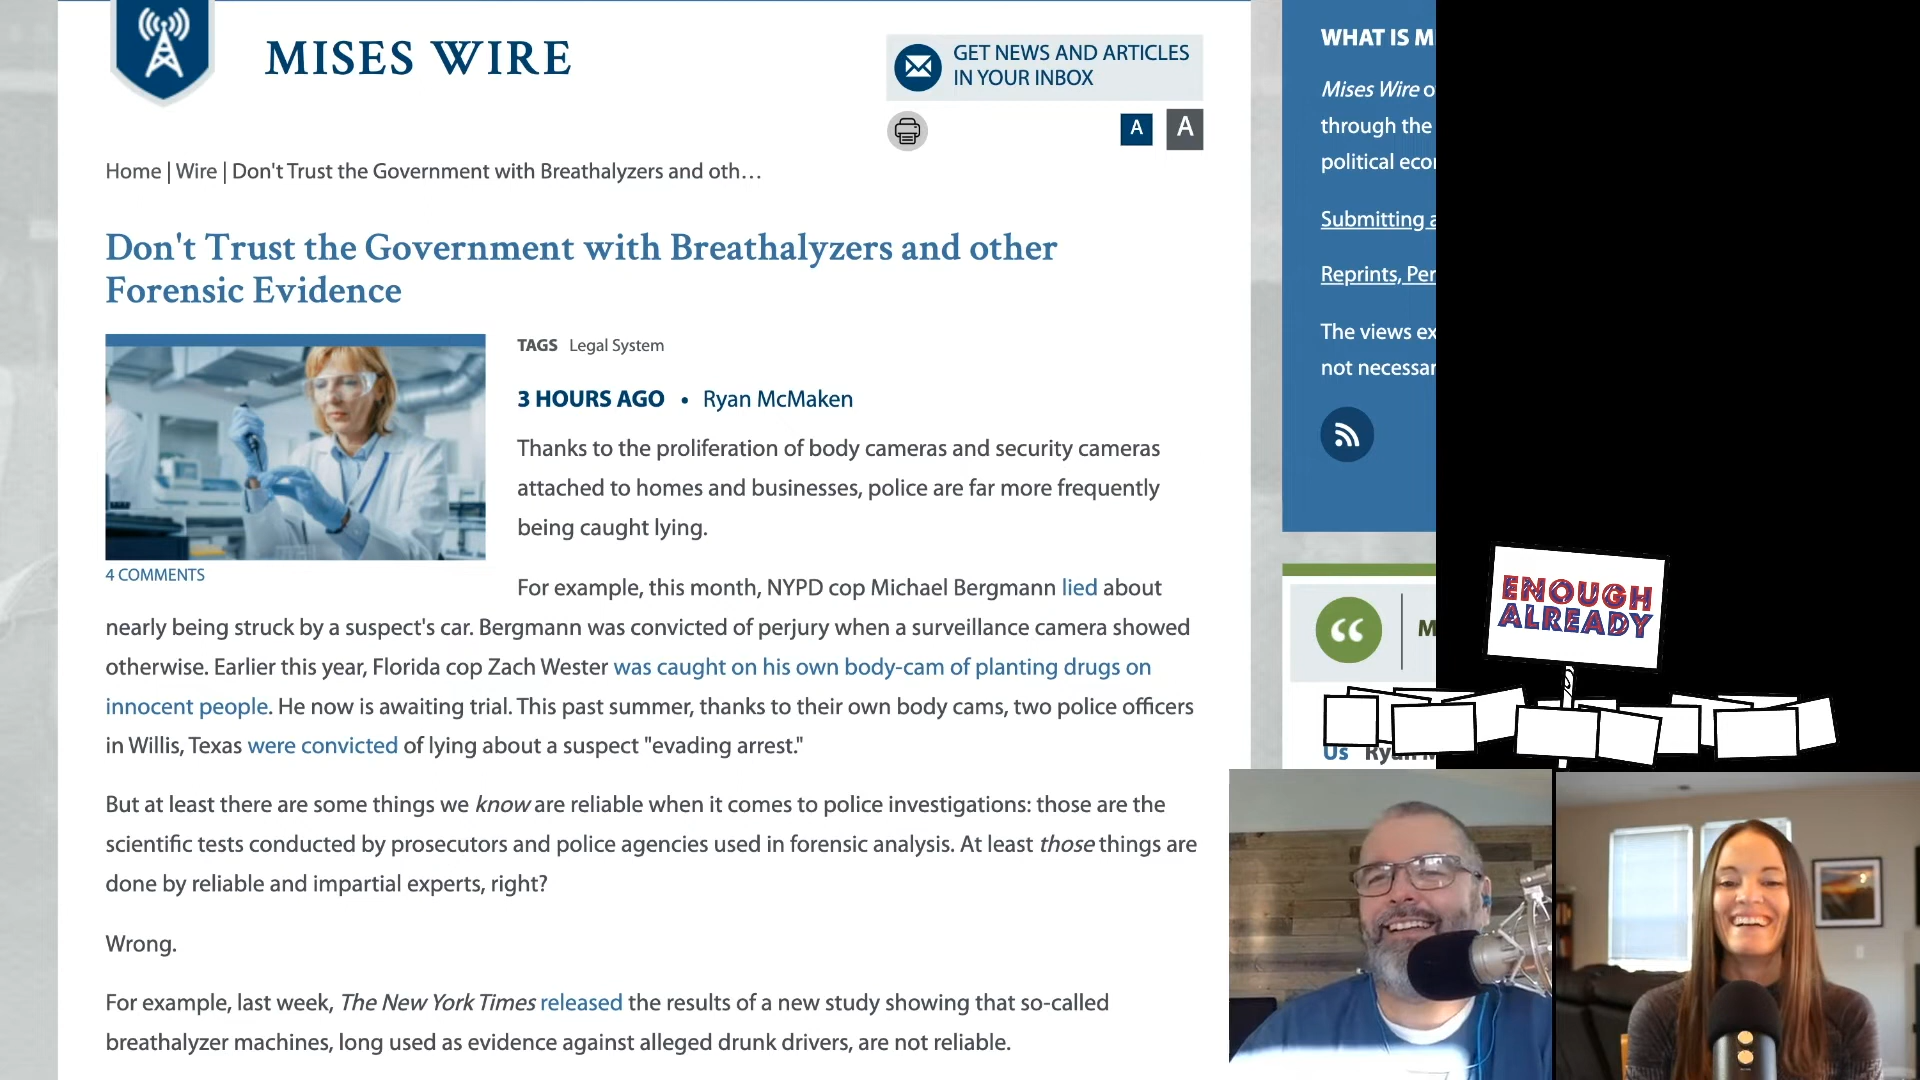 MISES WIRE
GET NEWS AND ARTICLES
IN YOUR INBOX
A A
Home | Wire | Don't Trust the Government with Breathalyzers and oth…
Don't Trust the Government with Breathalyzers and other
Forensic Evidence
TAGS Legal System
3 HOURS AGO • Ryan McMaken
Thanks to the proliferation of body cameras and security cameras
attached to homes and businesses, police are far more frequently
being caught lying.
4 COMMENTS
For example, this month, NYPD cop Michael Bergmann lied about
nearly being struck by a suspect's car. Bergmann was convicted of perjury when a surveillance camera showed
otherwise. Earlier this year, Florida cop Zach Wester was caught on his own body-cam of planting drugs on
innocent people. He now is awaiting trial. This past summer, thanks to their own body cams, two police officers
in Willis, Texas were convicted of lying about a suspect "evading arrest."
But at least there are some things we know are reliable when it comes to police investigations: those are the
scientific tests conducted by prosecutors and police agencies used in forensic analysis. At least those things are
done by reliable and impartial experts, right?
Wrong.
For example, last week, The New York Times released the results of a new study showing that so-called
breathalyzer machines, long used as evidence against alleged drunk drivers, are not reliable.
WHAT IS M
Mises Wire o
through the
political eco
Submitting a
Reprints, Per
The views ex
not necessar
M
Us Ryan M
ENOUGH
ALREADY